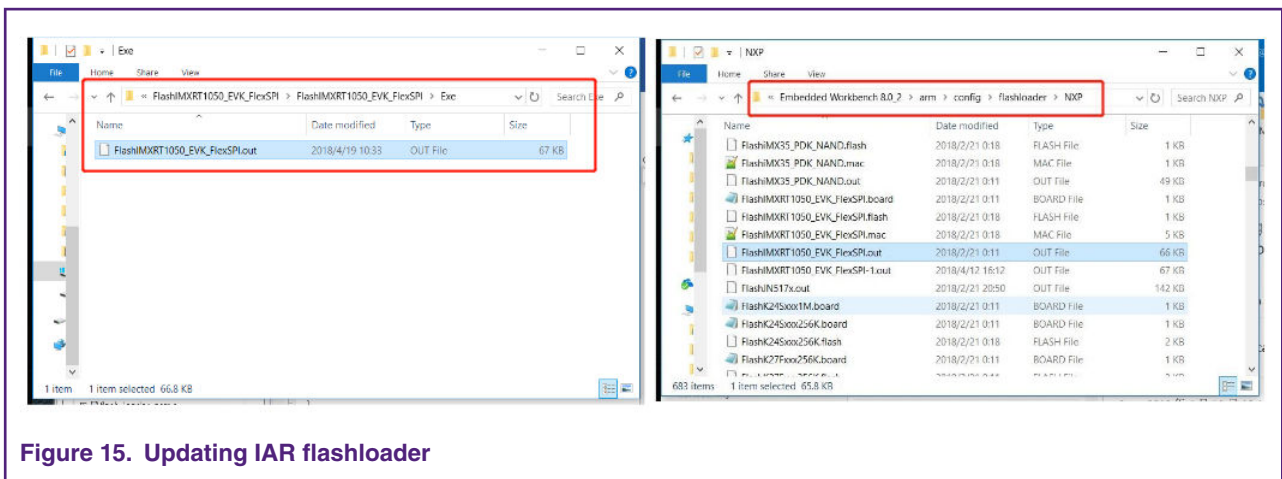 Exe
File Home Share View
« FlashIMXRT1050_EVK_FlexSPI > FlashIMXRT1050_EVK_FlexSPI > Exe Search Exe
Name Date modified Type Size
FlashIMXRT1050_EVK_FlexSPI.out 2018/4/19 10:33 OUT File 67 KB
1 item 1 item selected 66.8 KB
NXP
File Home Share View
« Embedded Workbench 8.0_2 > arm > config > flashloader > NXP Search NXP
Name Date modified Type Size
FlashiMX35_PDK_NAND.flash 2018/2/21 0:18 FLASH File 1 KB
FlashiMX35_PDK_NAND.mac 2018/2/21 0:18 MAC File 1 KB
FlashiMX35_PDK_NAND.out 2018/2/21 0:11 OUT File 49 KB
FlashIMXRT1050_EVK_FlexSPI.board 2018/2/21 0:11 BOARD File 1 KB
FlashIMXRT1050_EVK_FlexSPI.flash 2018/2/21 0:18 FLASH File 1 KB
FlashIMXRT1050_EVK_FlexSPI.mac 2018/2/21 0:18 MAC File 5 KB
FlashIMXRT1050_EVK_FlexSPI.out 2018/2/21 0:11 OUT File 66 KB
FlashIMXRT1050_EVK_FlexSPI-1.out 2018/4/12 16:12 OUT File 67 KB
FlashJN517x.out 2018/2/21 20:50 OUT File 142 KB
FlashK24Sxxx1M.board 2018/2/21 0:11 BOARD File 1 KB
FlashK24Sxxx256K.board 2018/2/21 0:11 BOARD File 1 KB
FlashK24Sxxx256K.flash 2018/2/21 0:18 FLASH File 2 KB
FlashK27Fxxx256K.board 2018/2/21 0:11 BOARD File 1 KB
683 items 1 item selected 65.8 KB
Figure 15. Updating IAR flashloader